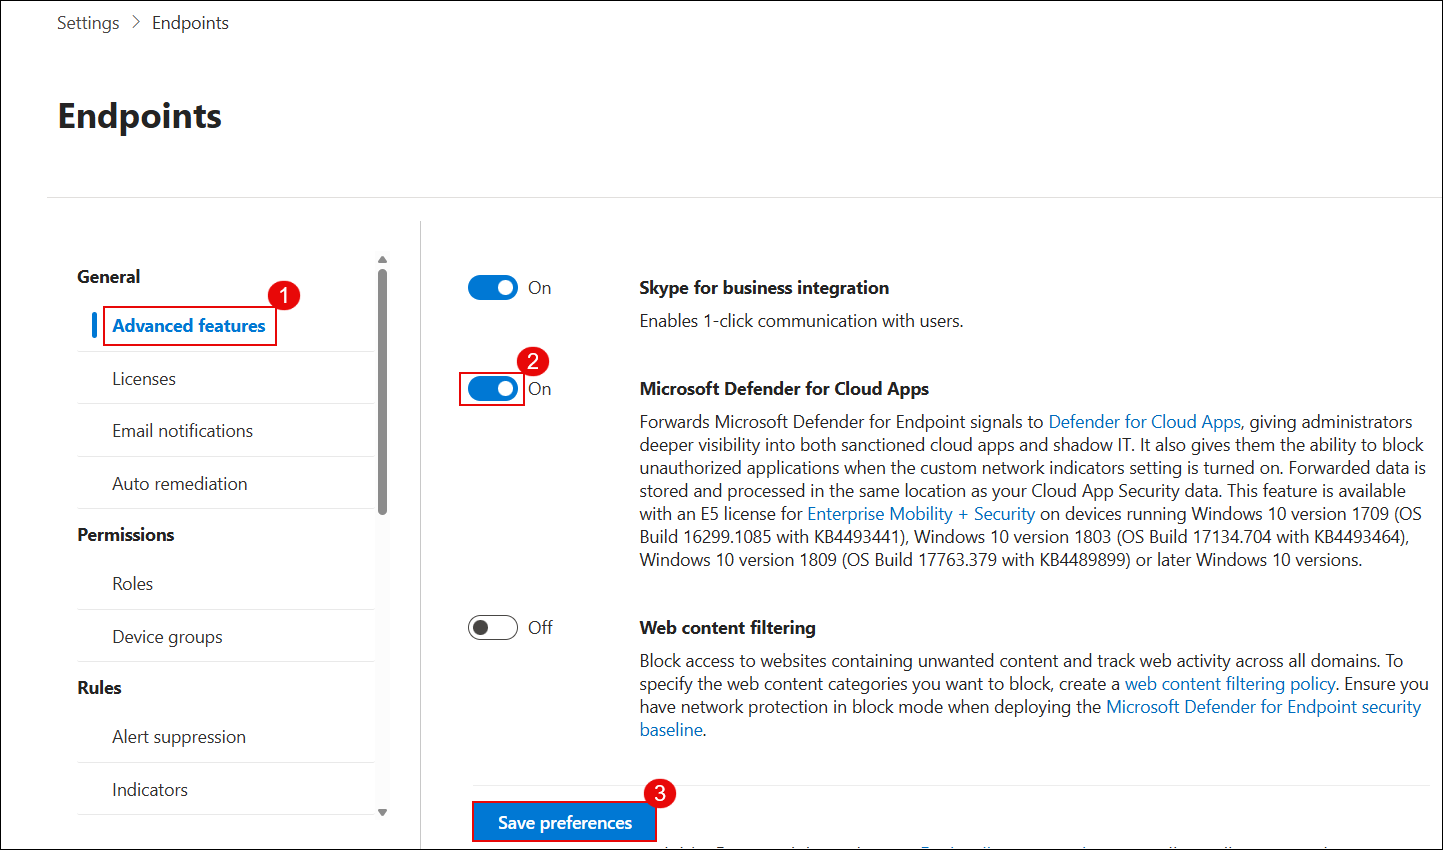 Settings > Endpoints
Endpoints
General
1
Advanced features
Licenses
Email notifications
Auto remediation
Permissions
Roles
Device groups
Rules
Alert suppression
Indicators
On
Skype for business integration
Enables 1-click communication with users.
2
On
Microsoft Defender for Cloud Apps
Forwards Microsoft Defender for Endpoint signals to Defender for Cloud Apps, giving administrators
deeper visibility into both sanctioned cloud apps and shadow IT. It also gives them the ability to block
unauthorized applications when the custom network indicators setting is turned on. Forwarded data is
stored and processed in the same location as your Cloud App Security data. This feature is available
with an E5 license for Enterprise Mobility + Security on devices running Windows 10 version 1709 (OS
Build 16299.1085 with KB4493441), Windows 10 version 1803 (OS Build 17134.704 with KB4493464),
Windows 10 version 1809 (OS Build 17763.379 with KB4489899) or later Windows 10 versions.
Off
Web content filtering
Block access to websites containing unwanted content and track web activity across all domains. To
specify the web content categories you want to block, create a web content filtering policy. Ensure you
have network protection in block mode when deploying the Microsoft Defender for Endpoint security
baseline.
3
Save preferences